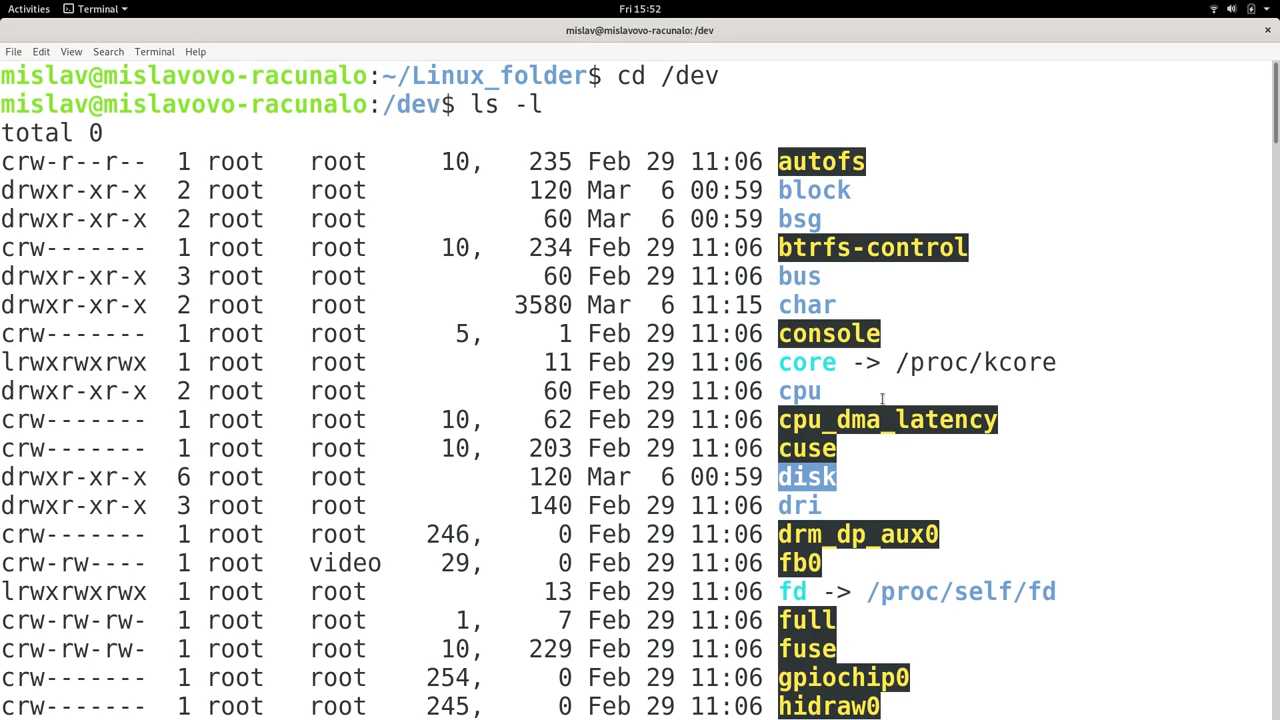 Activities Terminal Fri 15:52
mislav@mislavovo-racunalo: /dev ×
File Edit View Search Terminal Help
mislav@mislavovo-racunalo:~/Linux_folder$ cd /dev
mislav@mislavovo-racunalo:/dev$ ls -l
total 0
crw-r--r-- 1 root root 10, 235 Feb 29 11:06 autofs
drwxr-xr-x 2 root root 120 Mar 6 00:59 block
drwxr-xr-x 2 root root 60 Mar 6 00:59 bsg
crw------- 1 root root 10, 234 Feb 29 11:06 btrfs-control
drwxr-xr-x 3 root root 60 Feb 29 11:06 bus
drwxr-xr-x 2 root root 3580 Mar 6 11:15 char
crw------- 1 root root 5, 1 Feb 29 11:06 console
lrwxrwxrwx 1 root root 11 Feb 29 11:06 core -> /proc/kcore
drwxr-xr-x 2 root root 60 Feb 29 11:06 cpu
crw------- 1 root root 10, 62 Feb 29 11:06 cpu_dma_latency
crw------- 1 root root 10, 203 Feb 29 11:06 cuse
drwxr-xr-x 6 root root 120 Mar 6 00:59 disk
drwxr-xr-x 3 root root 140 Feb 29 11:06 dri
crw------- 1 root root 246, 0 Feb 29 11:06 drm_dp_aux0
crw-rw---- 1 root video 29, 0 Feb 29 11:06 fb0
lrwxrwxrwx 1 root root 13 Feb 29 11:06 fd -> /proc/self/fd
crw-rw-rw- 1 root root 1, 7 Feb 29 11:06 full
crw-rw-rw- 1 root root 10, 229 Feb 29 11:06 fuse
crw------- 1 root root 254, 0 Feb 29 11:06 gpiochip0
crw------- 1 root root 245, 0 Feb 29 11:06 hidraw0